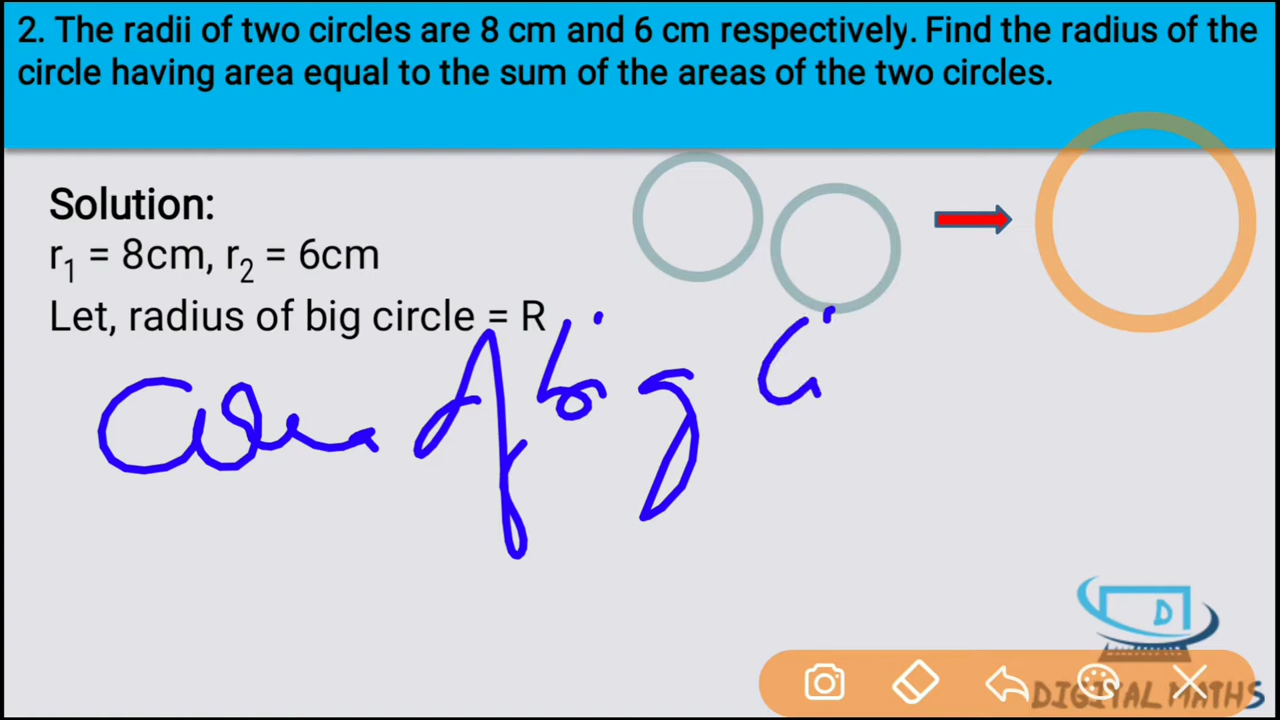 2. The radii of two circles are 8 cm and 6 cm respectively. Find the radius of the
circle having area equal to the sum of the areas of the two circles.
Solution:
r₁ = 8cm, r₂ = 6cm
Let, radius of big circle = R
area of big Ci
D
DIGITAL MATHS